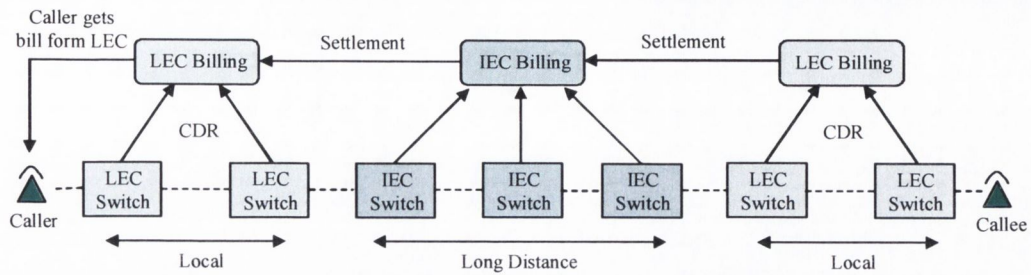 Caller gets
bill form LEC
Settlement
Settlement
LEC Billing
IEC Billing
LEC Billing
CDR
CDR
LEC
Switch
LEC
Switch
IEC
Switch
IEC
Switch
IEC
Switch
LEC
Switch
LEC
Switch
Caller
Callee
Local
Long Distance
Local